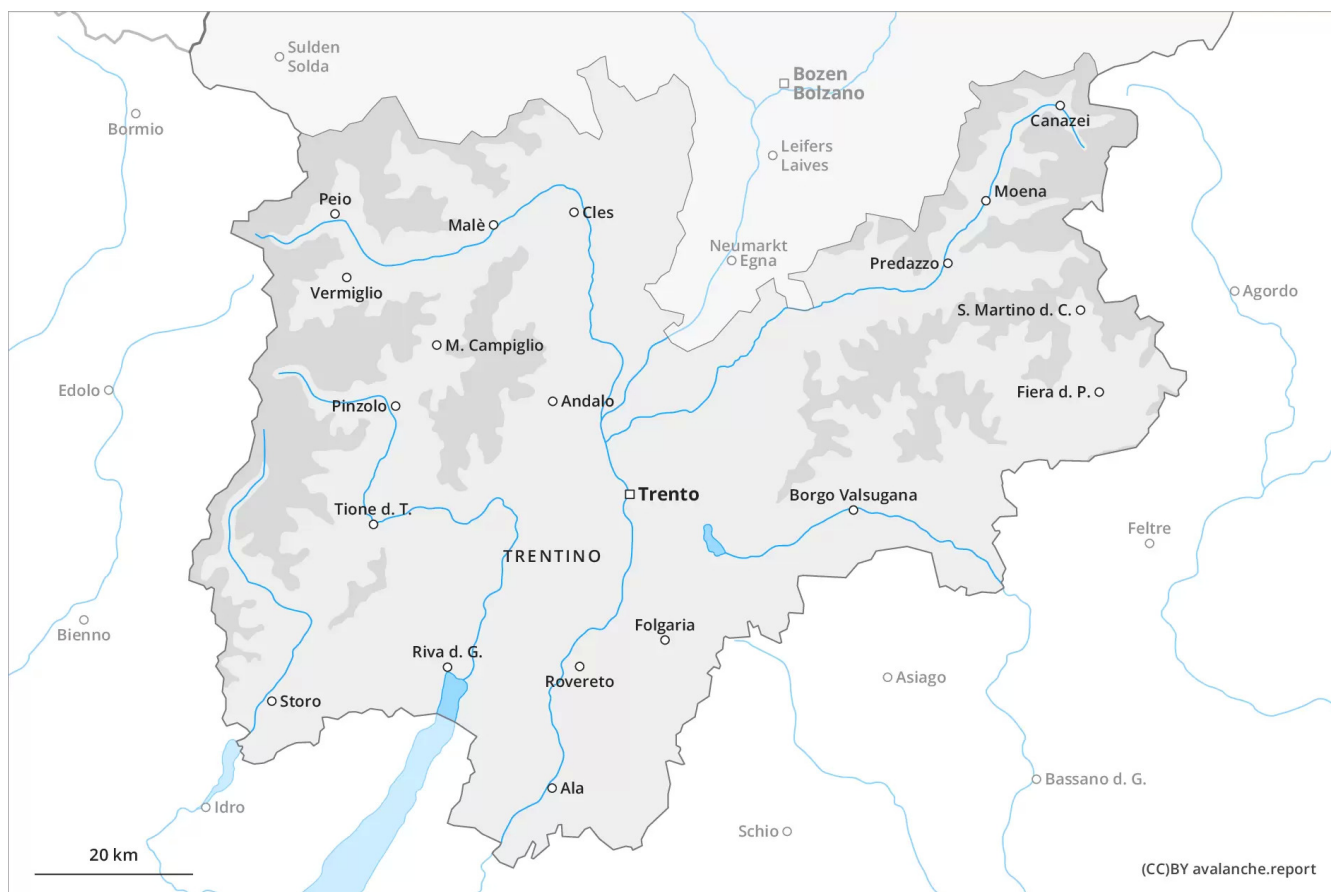 Sulden
Solda
Bozen
Bolzano
Bormio
Canazei
Leifers
Laives
Peio
Moena
Malè
Cles
Neumarkt
Egna
Predazzo
Vermiglio
Agordo
S. Martino d. C.
M. Campiglio
Edolo
Fiera d. P.
Pinzolo
Andalo
Trento
Borgo Valsugana
Tione d. T.
Feltre
TRENTINO
Bienno
Folgaria
Riva d. G.
Asiago
Rovereto
Storo
Bassano d. G.
Ala
Idro
Schio
20 km
(CC)BY avalanche.report